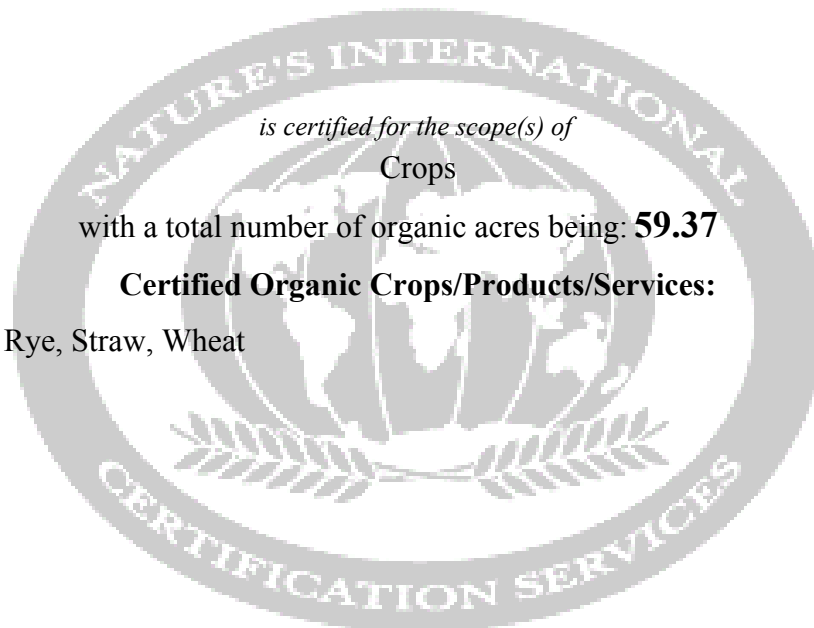 NATURE'S INTERNATIONAL
is certified for the scope(s) of
Crops
with a total number of organic acres being: 59.37
Certified Organic Crops/Products/Services:
Rye, Straw, Wheat
CERTIFICATION SERVICES